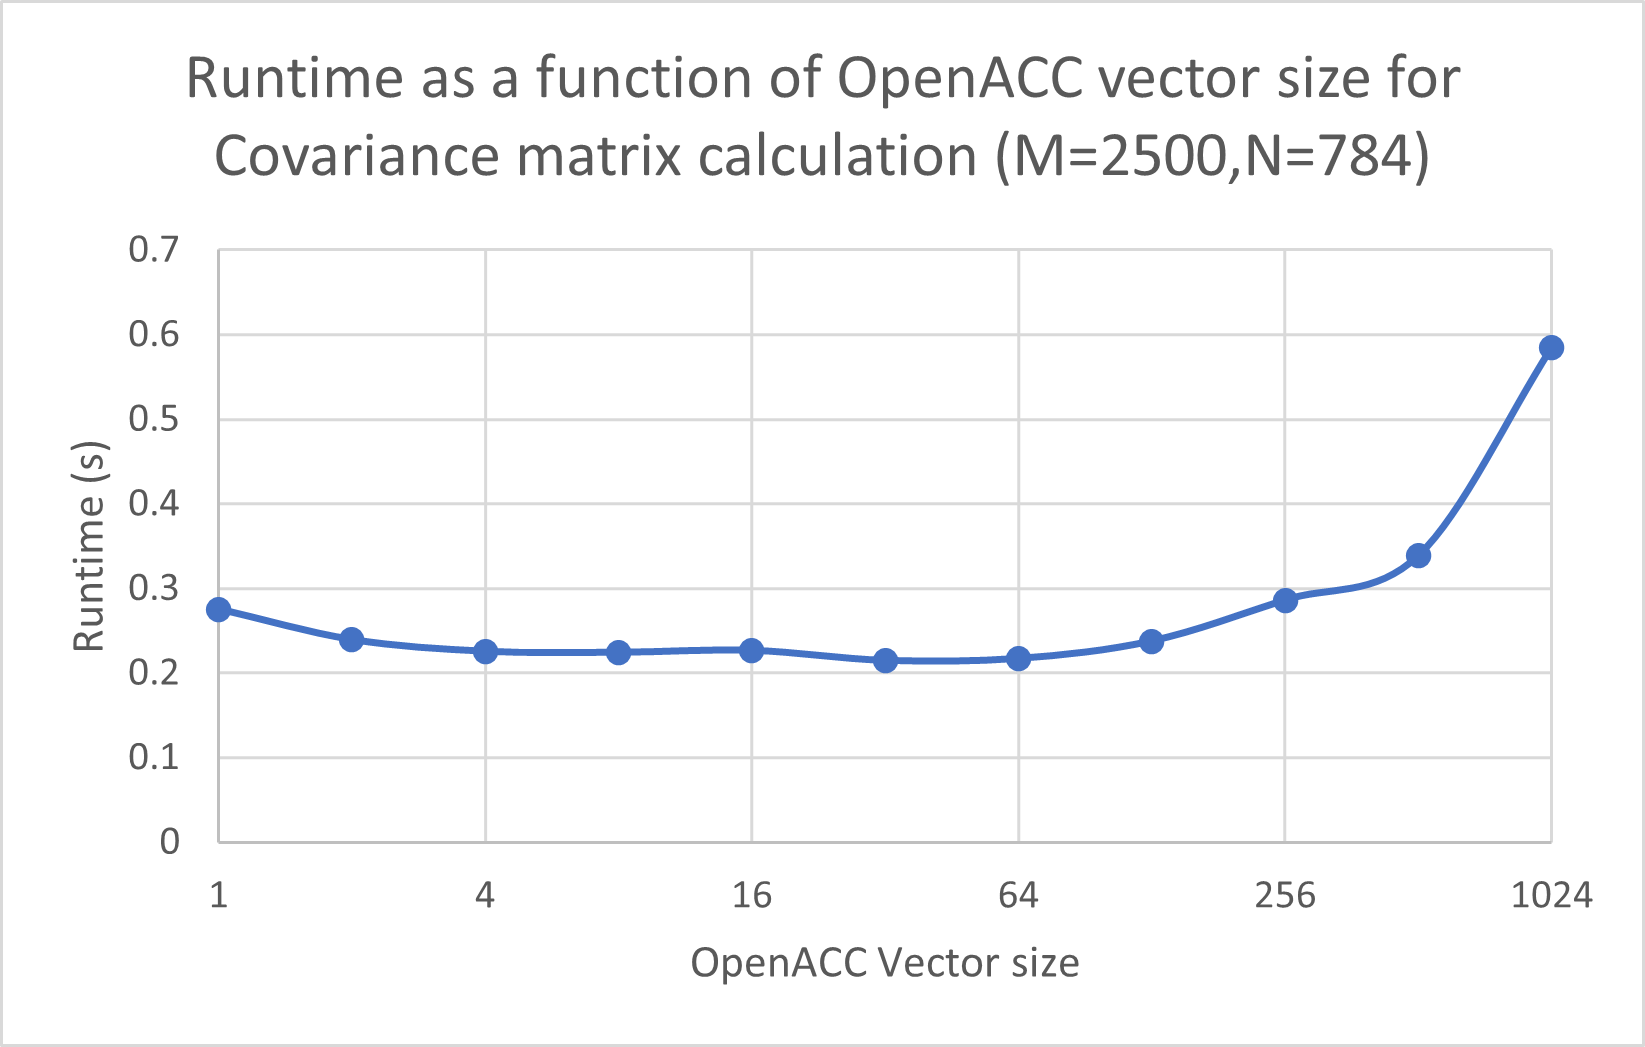 Runtime as a function of OpenACC vector size for
Covariance matrix calculation (M=2500,N=784)
0.7
0.6
0.5
0.4
0.3
0.2
0.1
0
Runtime (s)
1 4 16 64 256 1024
OpenACC Vector size